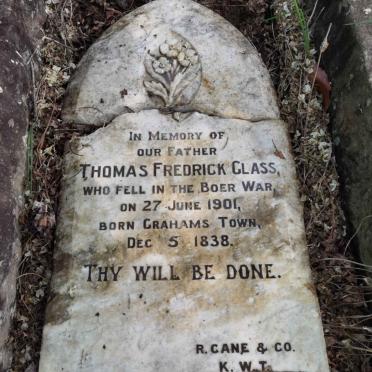 In Memory of
our Father
Thomas Fredrick Glass,
who fell in the Boer War,
on 27 June 1901,
born Grahams Town,
Dec 5 1838.
Thy will be done.
R. Cane & Co.
K. W. T.